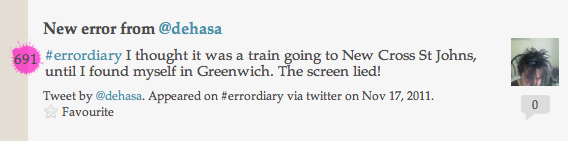 New error from @dehasa
691
#errordiary I thought it was a train going to New Cross St Johns,
until I found myself in Greenwich. The screen lied!
Tweet by @dehasa. Appeared on #errordiary via twitter on Nov 17, 2011.
Favourite
0